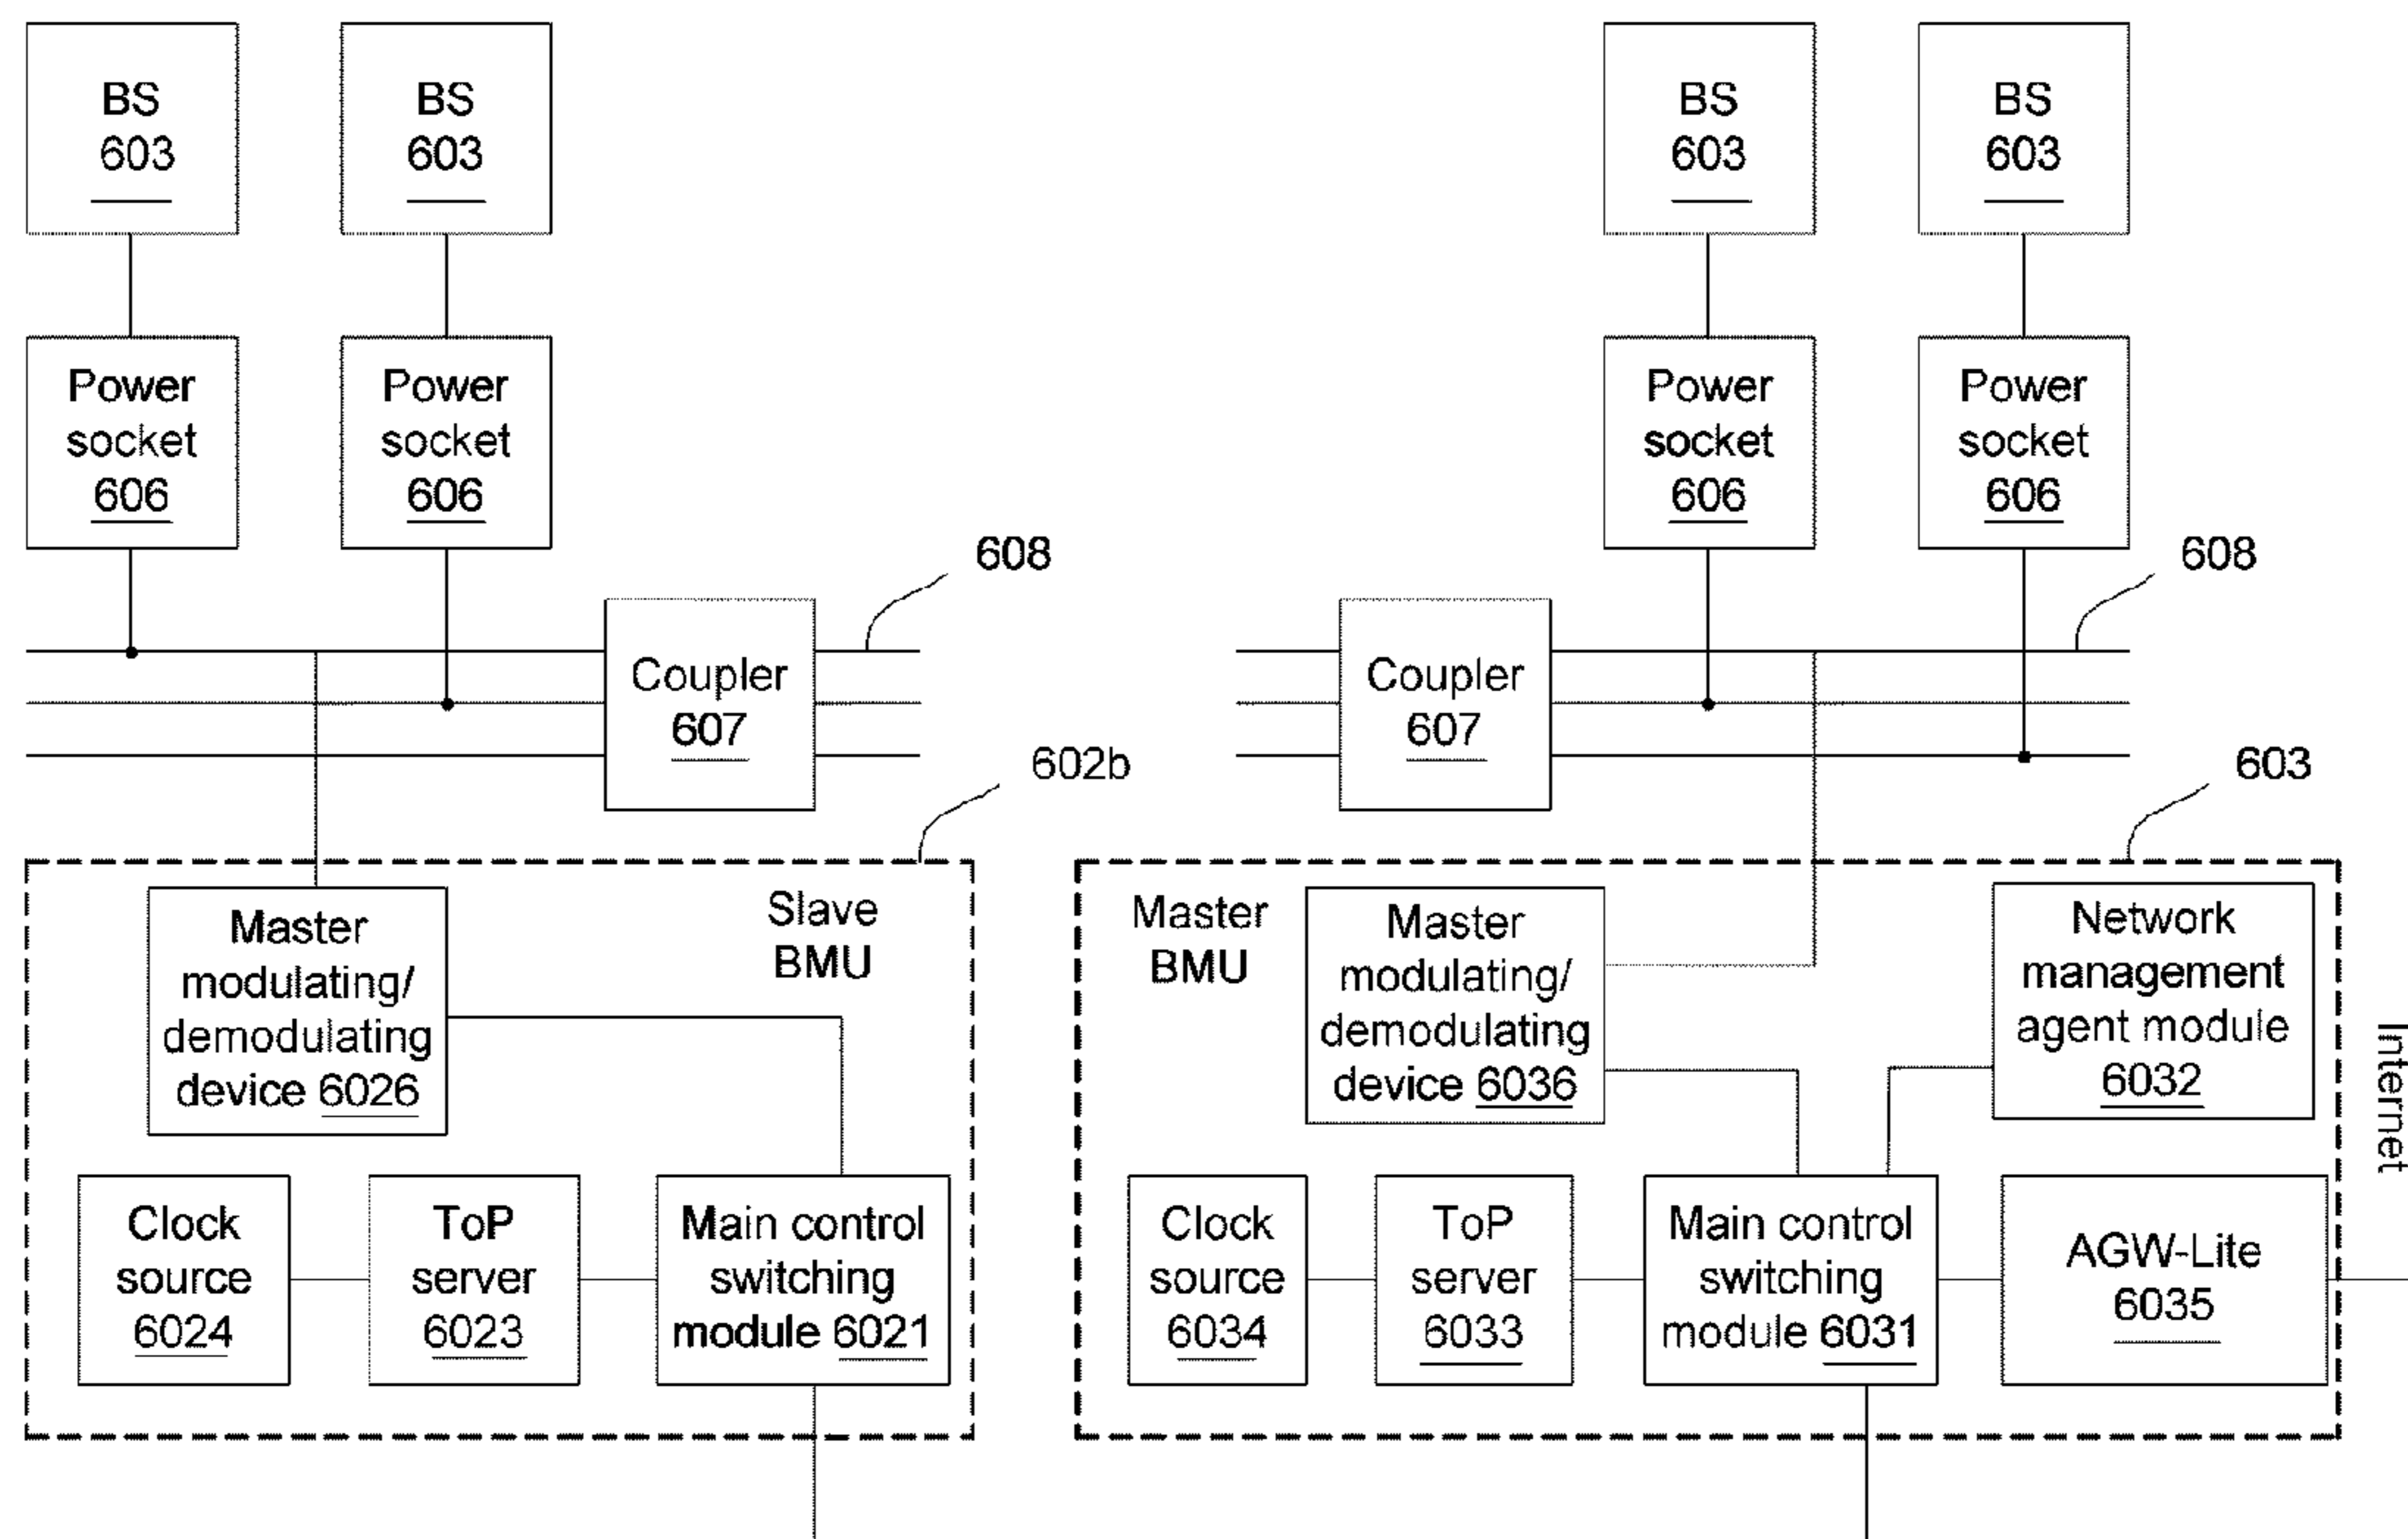 BS
603
BS
603
BS
603
BS
603
Power
socket
606
Power
socket
606
Power
socket
606
Power
socket
606
608
608
Coupler
607
Coupler
607
602b
603
Slave
BMU
Master
modulating/
demodulating
device 6026
Clock
source
6024
ToP
server
6023
Main control
switching
module 6021
Master
BMU
Master
modulating/
demodulating
device 6036
Network
management
agent module
6032
Clock
source
6034
ToP
server
6033
Main control
switching
module 6031
AGW-Lite
6035
Internet